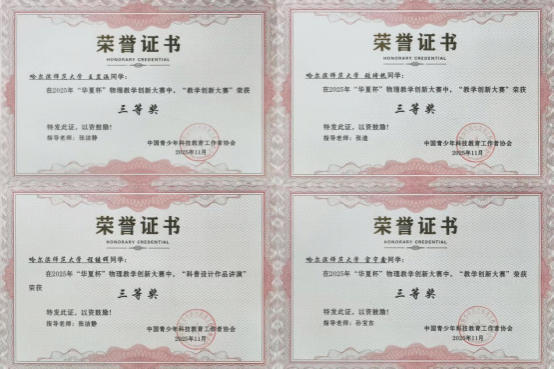 荣誉证书
HONORARY CREDENTIAL
哈尔滨师范大学 同学:
在2025年“华夏杯”物理教学创新大赛中,“教学创新大赛”荣获
三等奖
特发此证,以资鼓励!
指导老师:张洁静
中国青少年科技教育工作者协会
2025年11月
荣誉证书
HONORARY CREDENTIAL
哈尔滨师范大学 同学:
在2025年“华夏杯”物理教学创新大赛中,“教学创新大赛”荣获
三等奖
特发此证,以资鼓励!
指导老师:张逸
中国青少年科技教育工作者协会
2025年11月
荣誉证书
HONORARY CREDENTIAL
哈尔滨师范大学 同学:
在2025年“华夏杯”物理教学创新大赛中,“科普设计作品讲演”
荣获
三等奖
特发此证,以资鼓励!
指导老师:张洁静
中国青少年科技教育工作者协会
2025年11月
荣誉证书
HONORARY CREDENTIAL
哈尔滨师范大学 同学:
在2025年“华夏杯”物理教学创新大赛中,“教学创新大赛”荣获
三等奖
特发此证,以资鼓励!
指导老师:孙宝东
中国青少年科技教育工作者协会
2025年11月